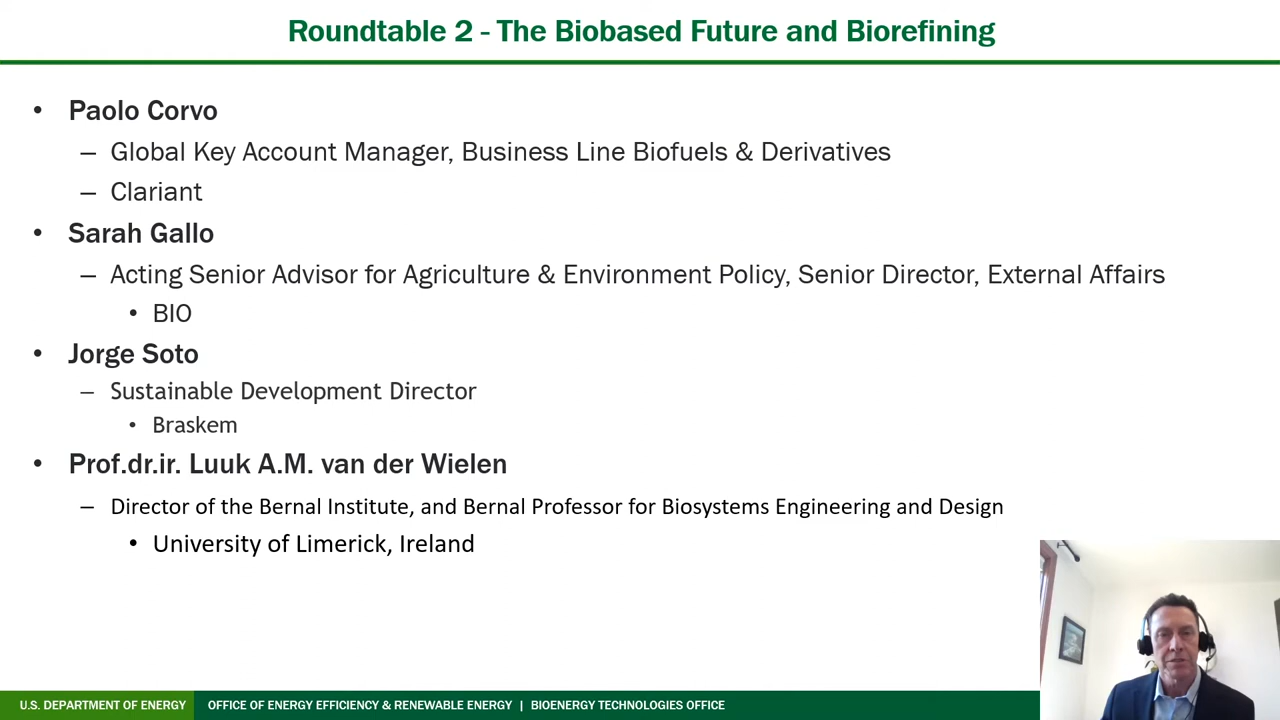 Roundtable 2 - The Biobased Future and Biorefining
• Paolo Corvo
– Global Key Account Manager, Business Line Biofuels & Derivatives
– Clariant
• Sarah Gallo
– Acting Senior Advisor for Agriculture & Environment Policy, Senior Director, External Affairs
• BIO
• Jorge Soto
– Sustainable Development Director
• Braskem
• Prof.dr.ir. Luuk A.M. van der Wielen
– Director of the Bernal Institute, and Bernal Professor for Biosystems Engineering and Design
• University of Limerick, Ireland
U.S. DEPARTMENT OF ENERGY OFFICE OF ENERGY EFFICIENCY & RENEWABLE ENERGY | BIOENERGY TECHNOLOGIES OFFICE